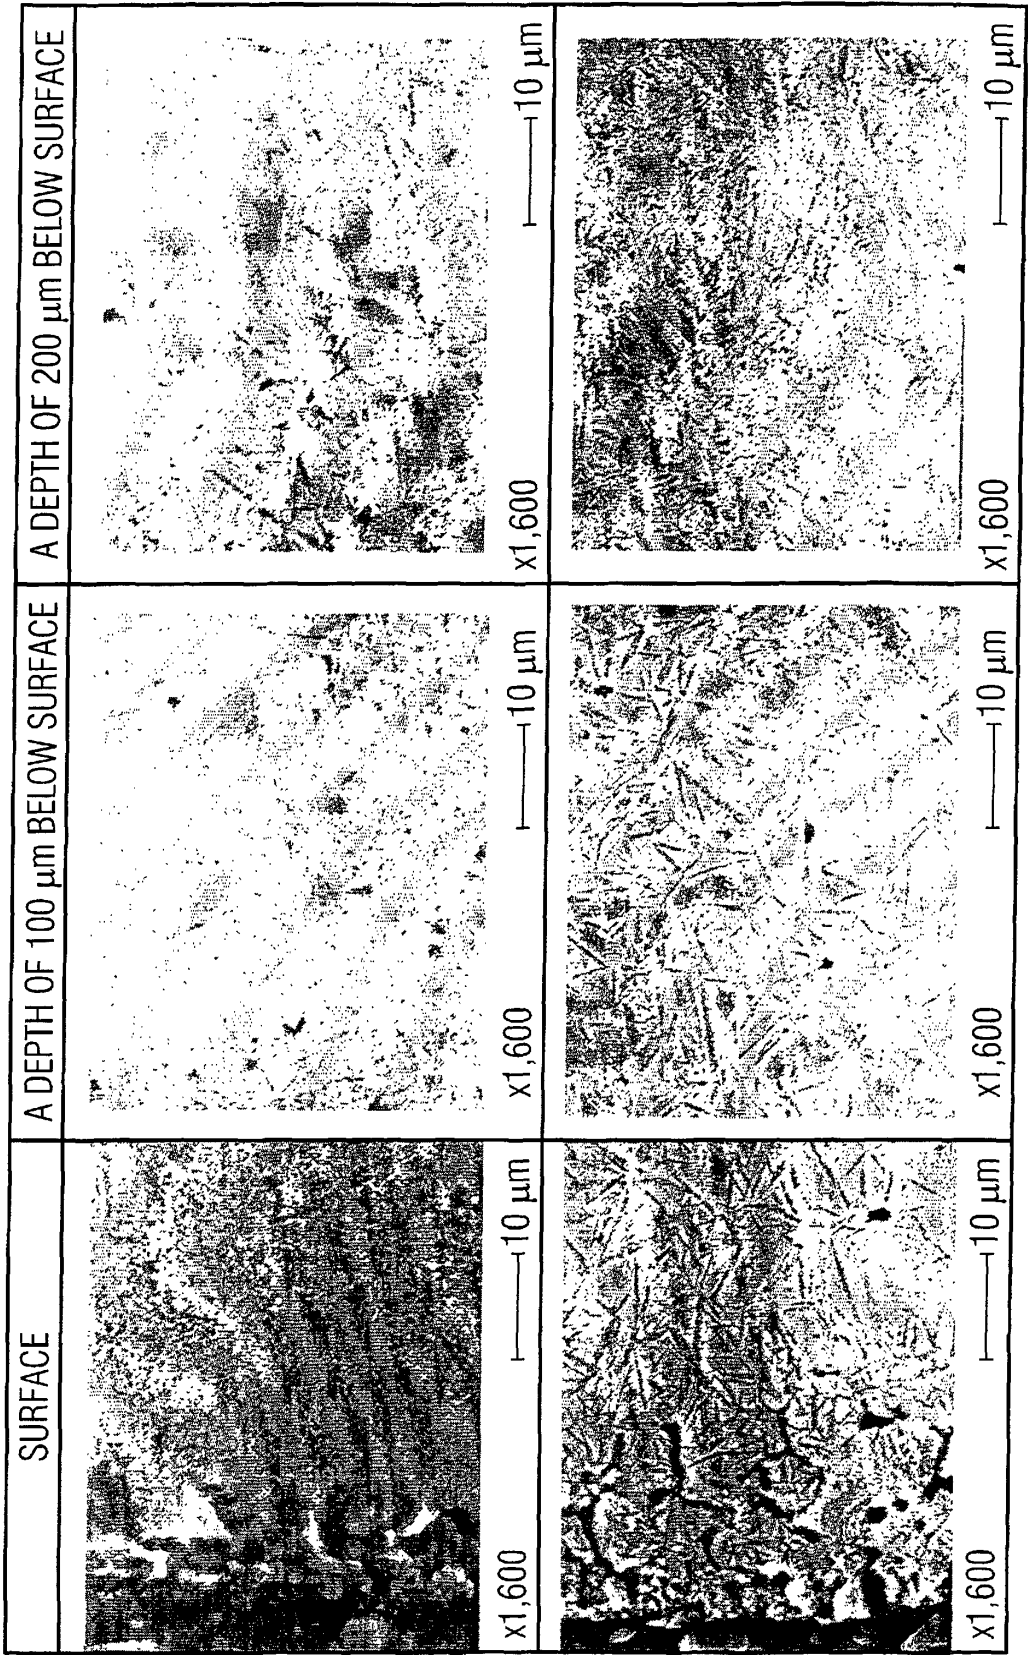 SURFACE
A DEPTH OF 100 µm BELOW SURFACE
A DEPTH OF 200 µm BELOW SURFACE
x1,600
10 µm
x1,600
10 µm
x1,600
10 µm
x1,600
10 µm
x1,600
10 µm
x1,600
10 µm